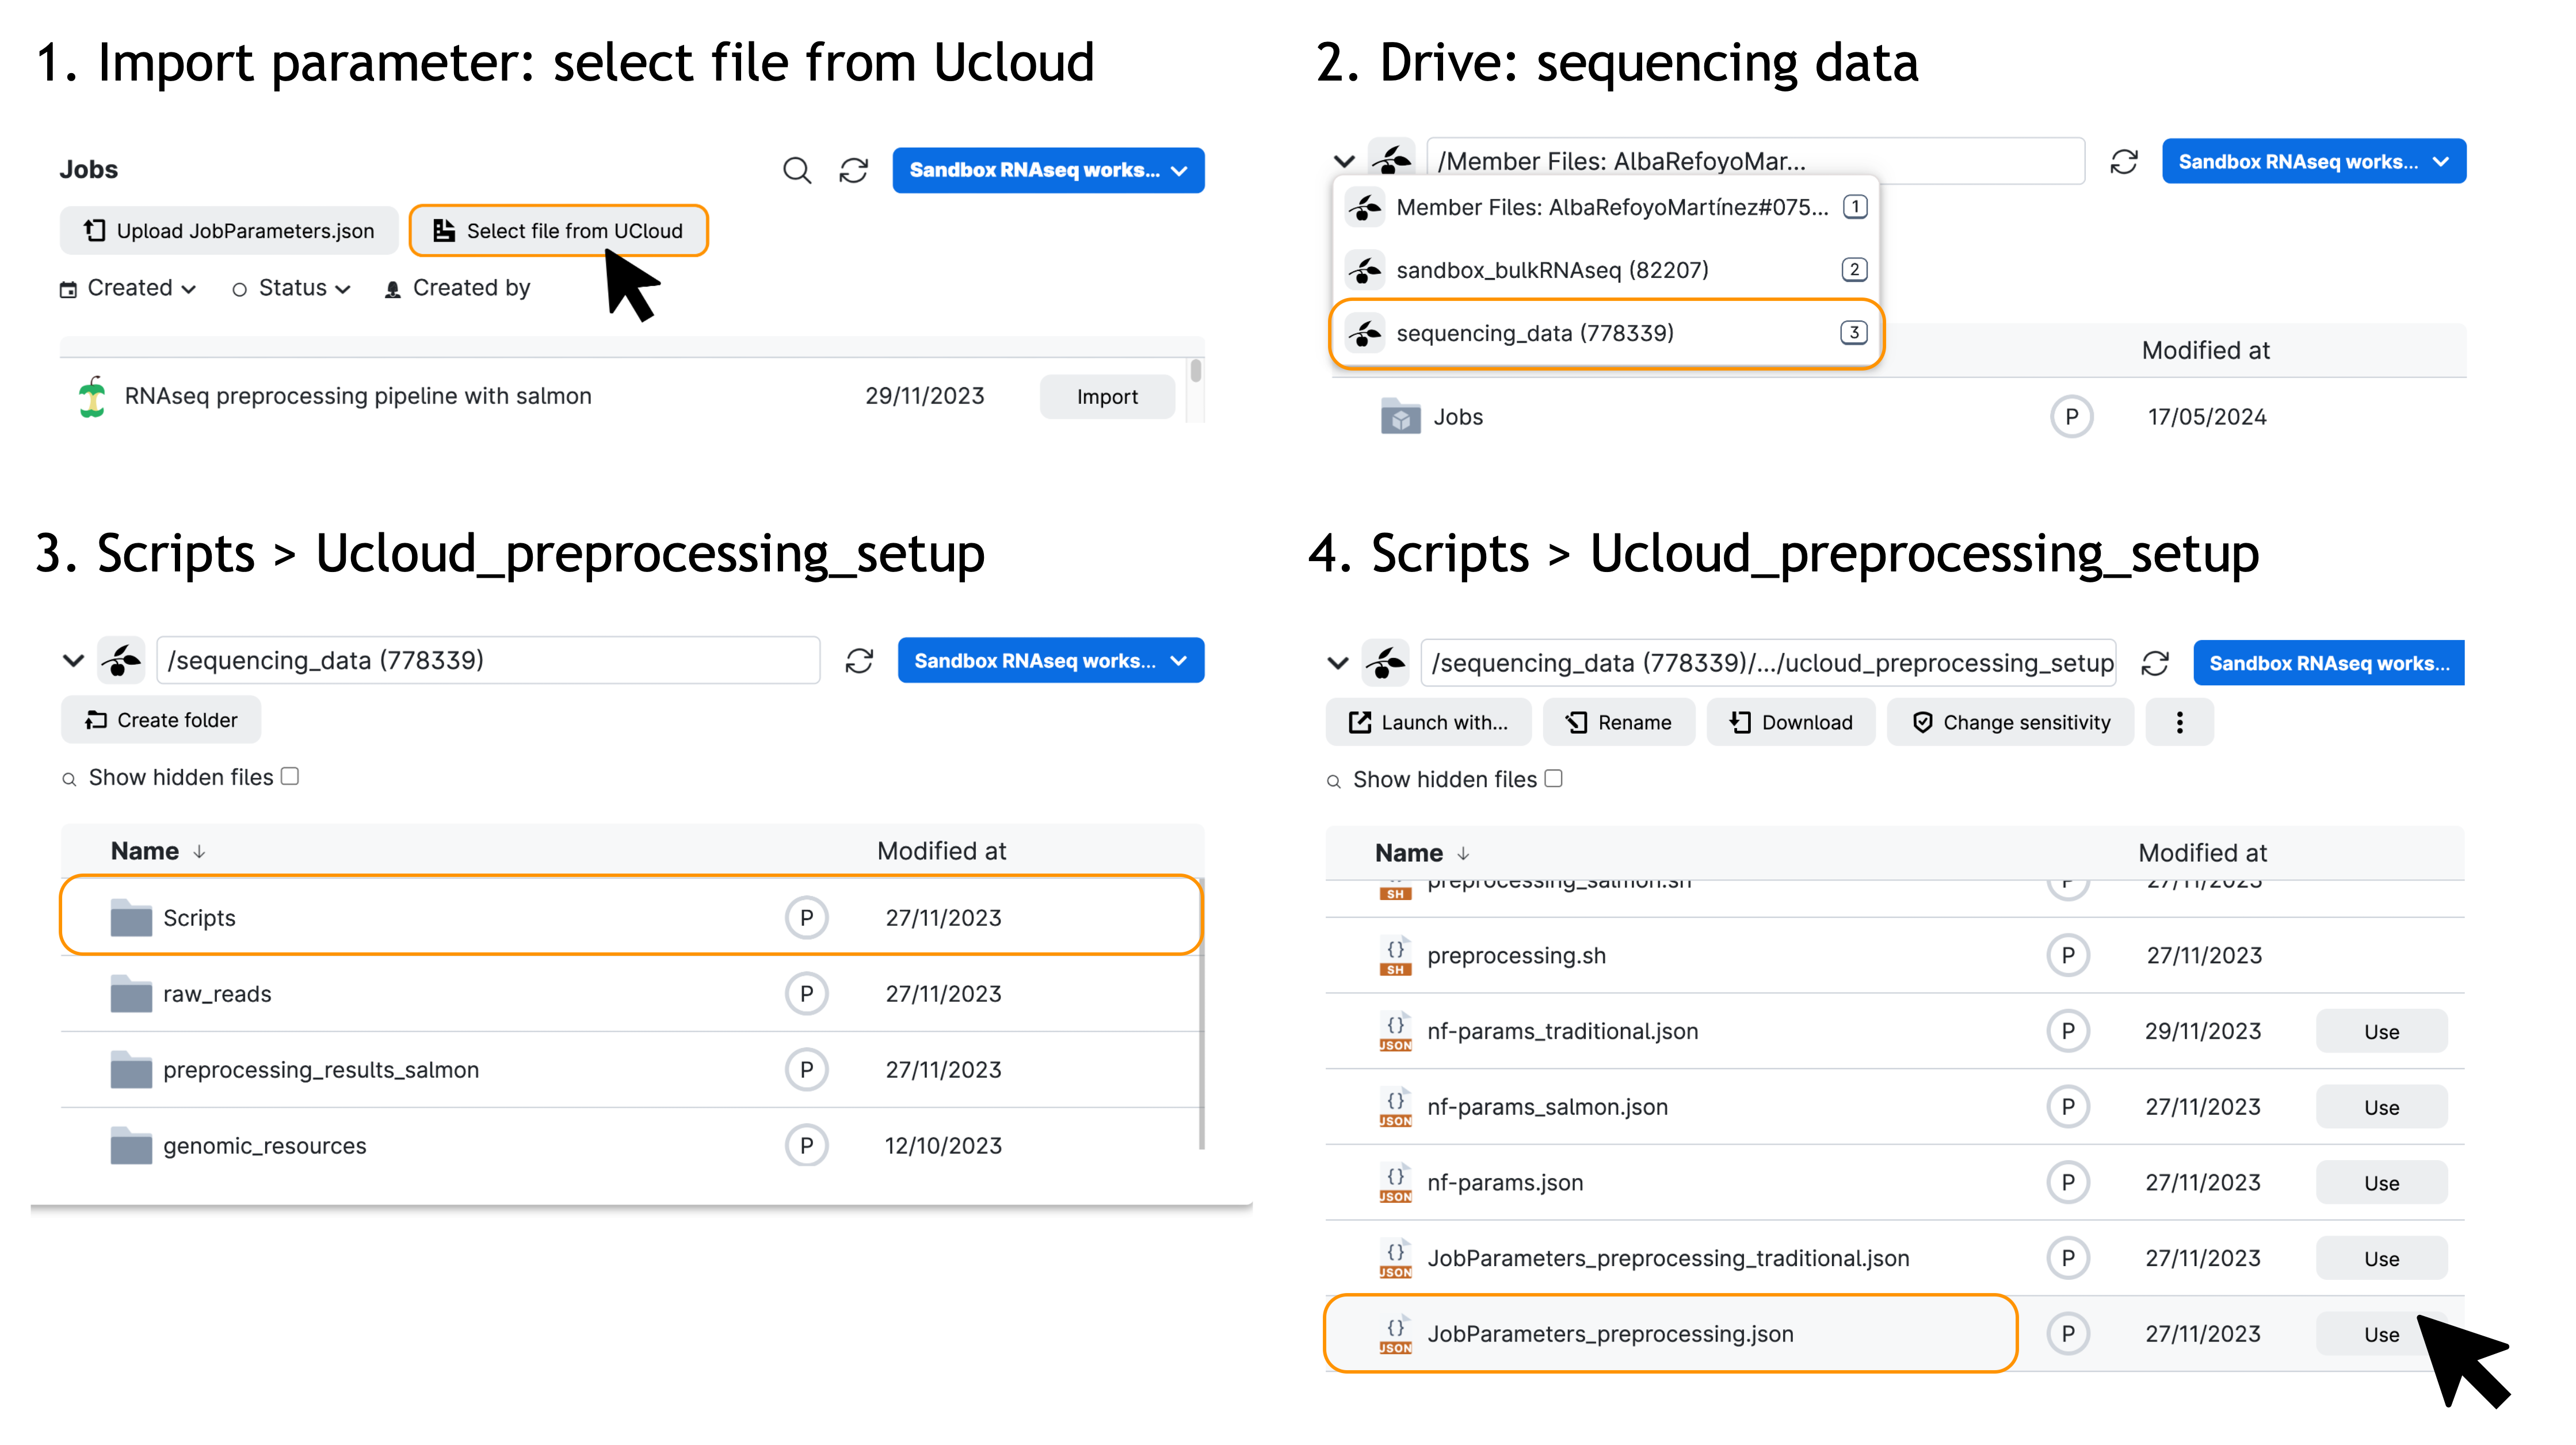 1. Import parameter: select file from Ucloud
Jobs
Sandbox RNAseq works...
Upload JobParameters.json
Select file from UCloud
Created
Status
Created by
RNAseq preprocessing pipeline with salmon
29/11/2023
Import
2. Drive: sequencing data
/Member Files: AlbaRefoyoMar...
Sandbox RNAseq works...
Member Files: AlbaRefoyoMartínez#075... 1
sandbox_bulkRNAseq (82207) 2
sequencing_data (778339) 3
Modified at
Jobs P 17/05/2024
3. Scripts > Ucloud_preprocessing_setup
/sequencing_data (778339)
Sandbox RNAseq works...
Create folder
Show hidden files
Name Modified at
Scripts P 27/11/2023
raw_reads P 27/11/2023
preprocessing_results_salmon P 27/11/2023
genomic_resources P 12/10/2023
4. Scripts > Ucloud_preprocessing_setup
/sequencing_data (778339)/.../ucloud_preprocessing_setup
Sandbox RNAseq works...
Launch with...
Rename
Download
Change sensitivity
Show hidden files
Name Modified at
SH preprocessing_salmon.sh P 27/11/2023
{} SH preprocessing.sh P 27/11/2023
{} JSON nf-params_traditional.json P 29/11/2023 Use
{} JSON nf-params_salmon.json P 27/11/2023 Use
{} JSON nf-params.json P 27/11/2023 Use
{} JSON JobParameters_preprocessing_traditional.json P 27/11/2023 Use
{} JSON JobParameters_preprocessing.json P 27/11/2023 Use